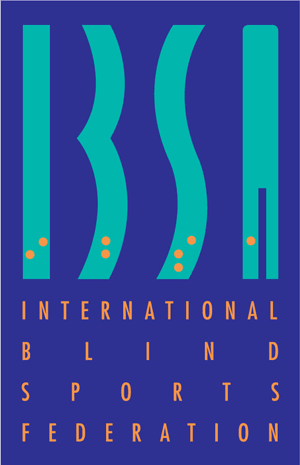 IBSA
INTERNATIONAL
BLIND
SPORTS
FEDERATION